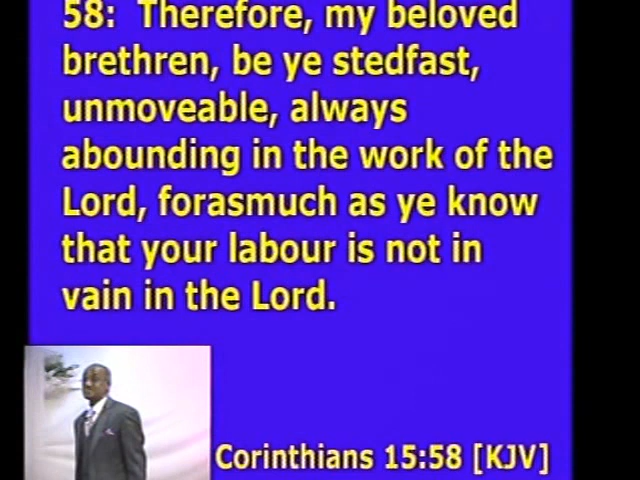 58: Therefore, my beloved
brethren, be ye stedfast,
unmoveable, always
abounding in the work of the
Lord, forasmuch as ye know
that your labour is not in
vain in the Lord.
Corinthians 15:58 [KJV]